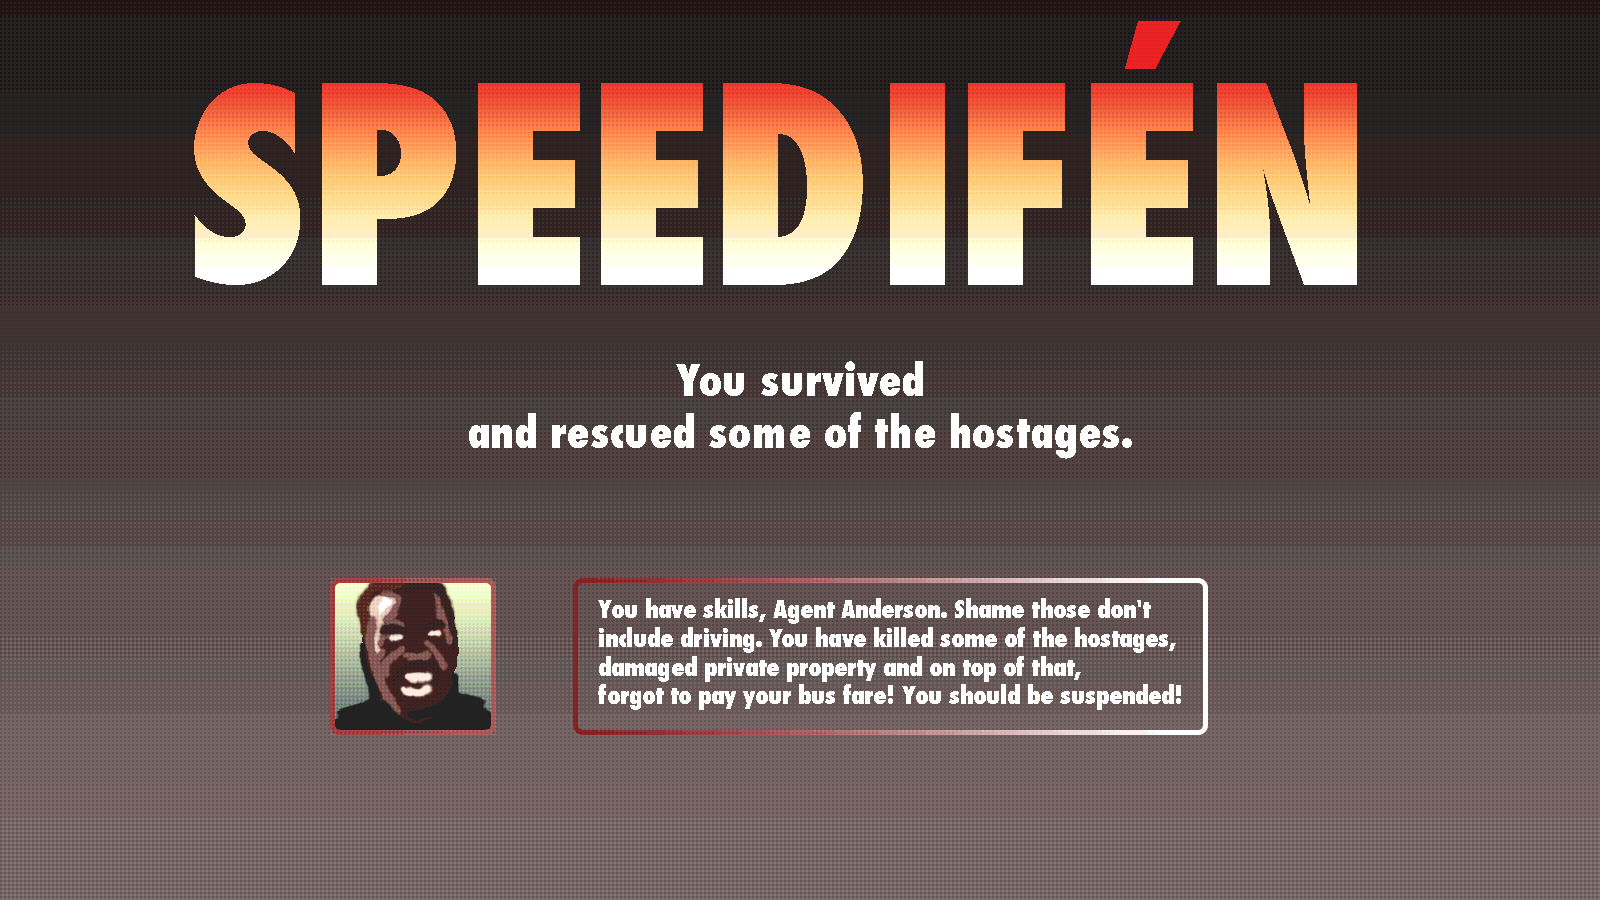 SPEEDIFÉN
You survived
and rescued some of the hostages.
You have skills, Agent Anderson. Shame those don't
include driving. You have killed some of the hostages,
damaged private property and on top of that,
forgot to pay your bus fare! You should be suspended!